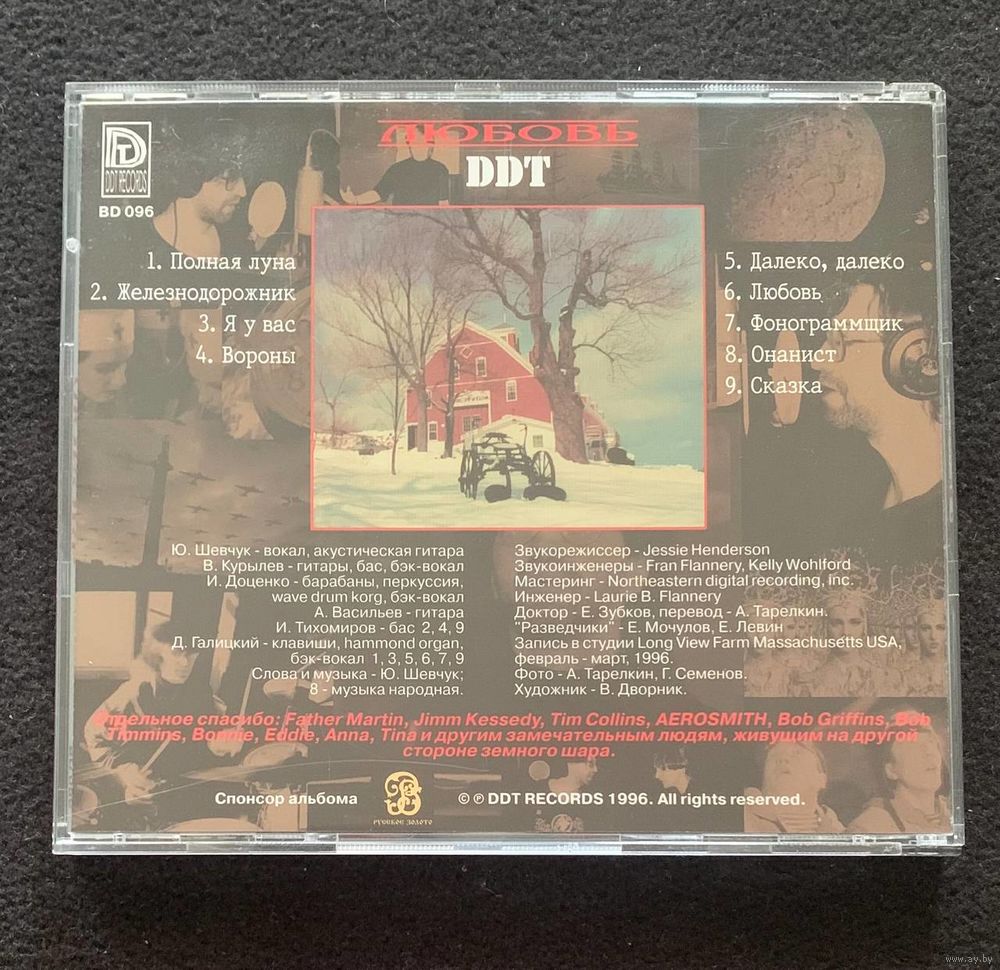 ЛЮБОВЬ
DDT
DDT RECORDS
BD 096
1. Полная луна
2. Железнодорожник
3. Я у вас
4. Вороны
5. Далеко, далеко
6. Любовь
7. Фонограммщик
8. Онанист
9. Сказка
Ю. Шевчук - вокал, акустическая гитара
В. Курылев - гитары, бас, бэк-вокал
И. Доценко - барабаны, перкуссия,
wave drum korg, бэк-вокал
А. Васильев - гитара
И. Тихомиров - бас 2, 4, 9
Д. Галицкий - клавиши, hammond organ,
бэк-вокал 1, 3, 5, 6, 7, 9
Слова и музыка - Ю. Шевчук;
8 - музыка народная.
Звукорежиссер - Jessie Henderson
Звукоинженеры - Fran Flannery, Kelly Wohlford
Мастеринг - Northeastern digital recording, inc.
Инженер - Laurie B. Flannery
Доктор - Е. Зубков, перевод - А. Тарелкин.
"Разведчики" - Е. Мочулов, Е. Левин
Запись в студии Long View Farm Massachusetts USA,
февраль - март, 1996.
Фото - А. Тарелкин, Г. Семенов.
Художник - В. Дворник.
Отдельное спасибо: Father Martin, Jimm Kessedy, Tim Collins, AEROSMITH, Bob Griffins, Bob
Timmins, Bonnie, Eddie, Anna, Tina и другим замечательным людям, живущим на другой
стороне земного шара.
Спонсор альбома
РУССКОЕ ЗОЛОТО
© ℗ DDT RECORDS 1996. All rights reserved.
www.ay.by